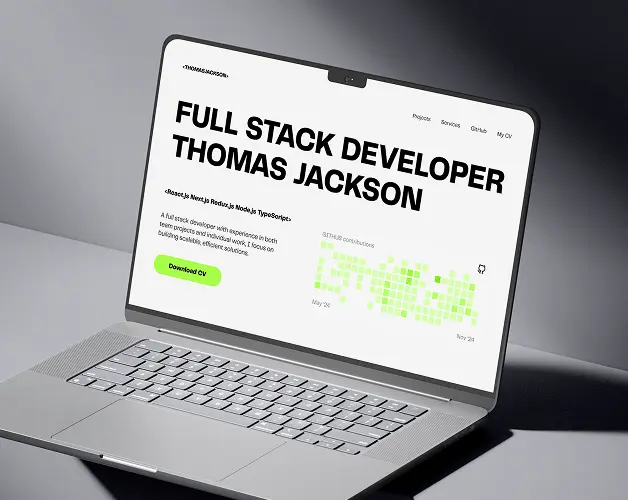 <THOMASJACKSON>
Projects Services GitHub My CV
FULL STACK DEVELOPER
THOMAS JACKSON
<React.js Next.js Redux.js Node.js TypeScript>
A full stack developer with experience in both
team projects and individual work, I focus on
building scalable, efficient solutions.
Download CV
GITHUB contributions
May '24
Nov '24